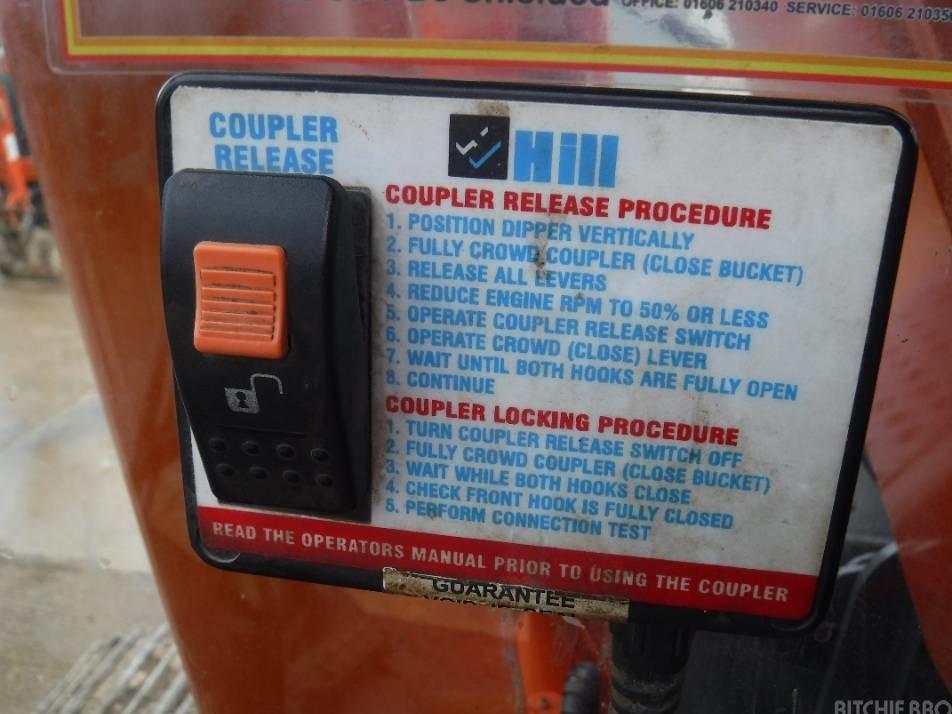 OFFICE: 01606 210340 SERVICE: 01606 210350
COUPLER
RELEASE
Hill
COUPLER RELEASE PROCEDURE
1. POSITION DIPPER VERTICALLY
2. FULLY CROWD COUPLER (CLOSE BUCKET)
3. RELEASE ALL LEVERS
4. REDUCE ENGINE RPM TO 50% OR LESS
5. OPERATE COUPLER RELEASE SWITCH
6. OPERATE CROWD (CLOSE) LEVER
7. WAIT UNTIL BOTH HOOKS ARE FULLY OPEN
8. CONTINUE
COUPLER LOCKING PROCEDURE
1. TURN COUPLER RELEASE SWITCH OFF
2. FULLY CROWD COUPLER (CLOSE BUCKET)
3. WAIT WHILE BOTH HOOKS CLOSE
4. CHECK FRONT HOOK IS FULLY CLOSED
5. PERFORM CONNECTION TEST
READ THE OPERATORS MANUAL PRIOR TO USING THE COUPLER
GUARANTEE
RITCHIE BRO